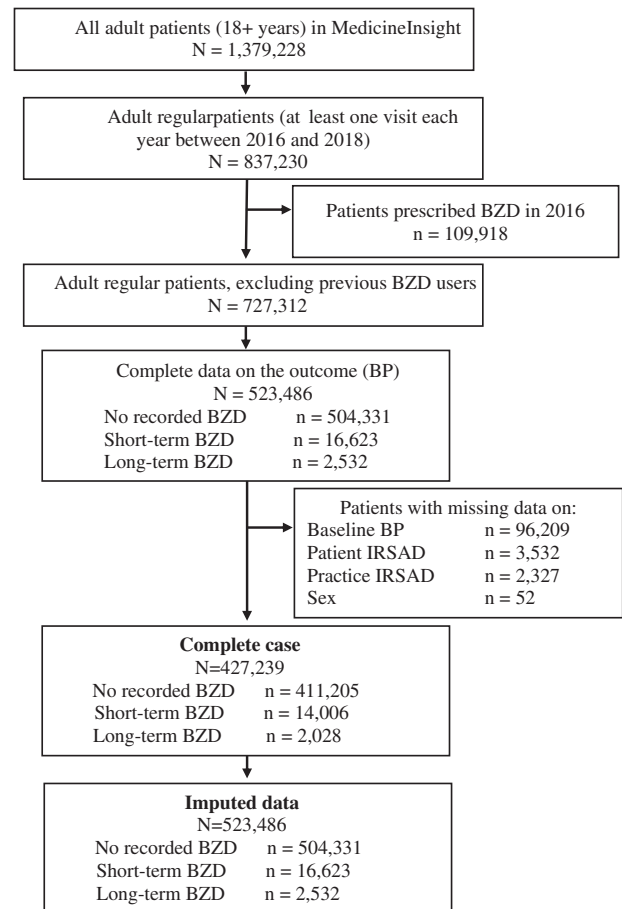 All adult patients (18+ years) in MedicineInsight
N = 1,379,228
Adult regularpatients (at least one visit each
year between 2016 and 2018)
N = 837,230
Patients prescribed BZD in 2016
n = 109,918
Adult regular patients, excluding previous BZD users
N = 727,312
Complete data on the outcome (BP)
N = 523,486
No recorded BZD n = 504,331
Short-term BZD n = 16,623
Long-term BZD n = 2,532
Patients with missing data on:
Baseline BP n = 96,209
Patient IRSAD n = 3,532
Practice IRSAD n = 2,327
Sex n = 52
Complete case
N=427,239
No recorded BZD n = 411,205
Short-term BZD n = 14,006
Long-term BZD n = 2,028
Imputed data
N=523,486
No recorded BZD n = 504,331
Short-term BZD n = 16,623
Long-term BZD n = 2,532